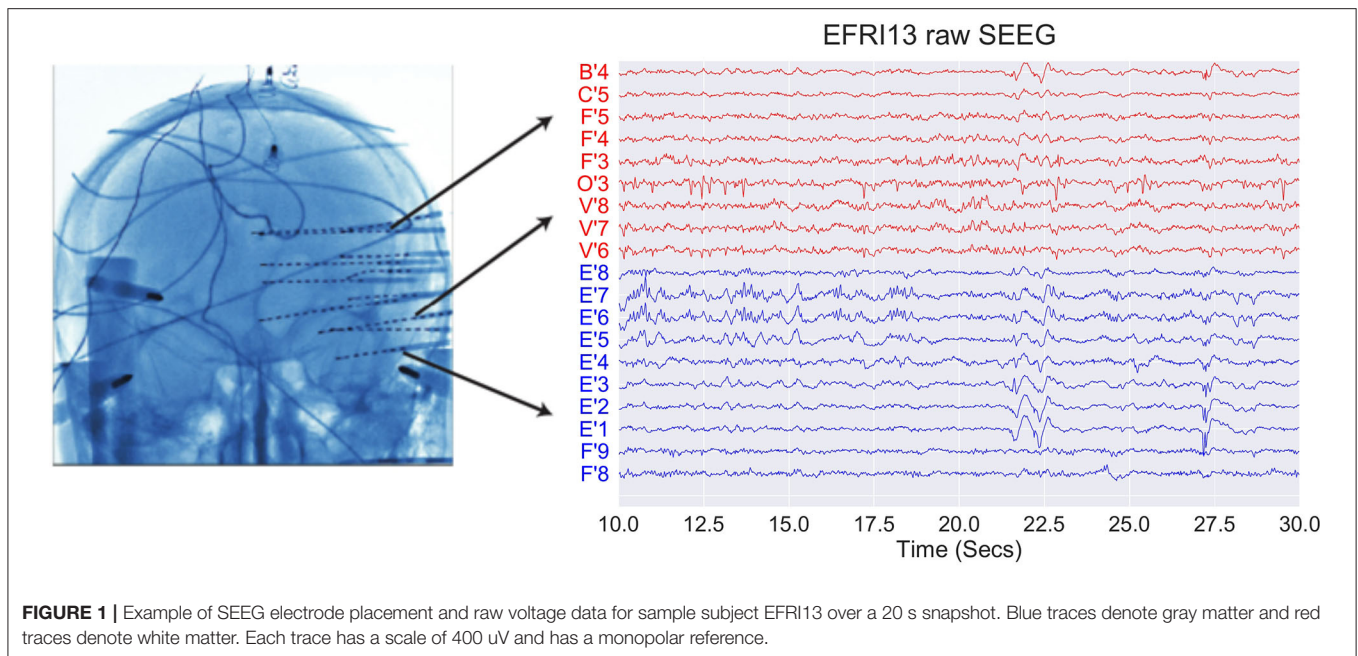 EFRI13 raw SEEG
B'4
C'5
F'5
F'4
F'3
O'3
V'8
V'7
V'6
E'8
E'7
E'6
E'5
E'4
E'3
E'2
E'1
F'9
F'8
10.0 12.5 15.0 17.5 20.0 22.5 25.0 27.5 30.0
Time (Secs)
FIGURE 1 | Example of SEEG electrode placement and raw voltage data for sample subject EFRI13 over a 20 s snapshot. Blue traces denote gray matter and red
traces denote white matter. Each trace has a scale of 400 uV and has a monopolar reference.